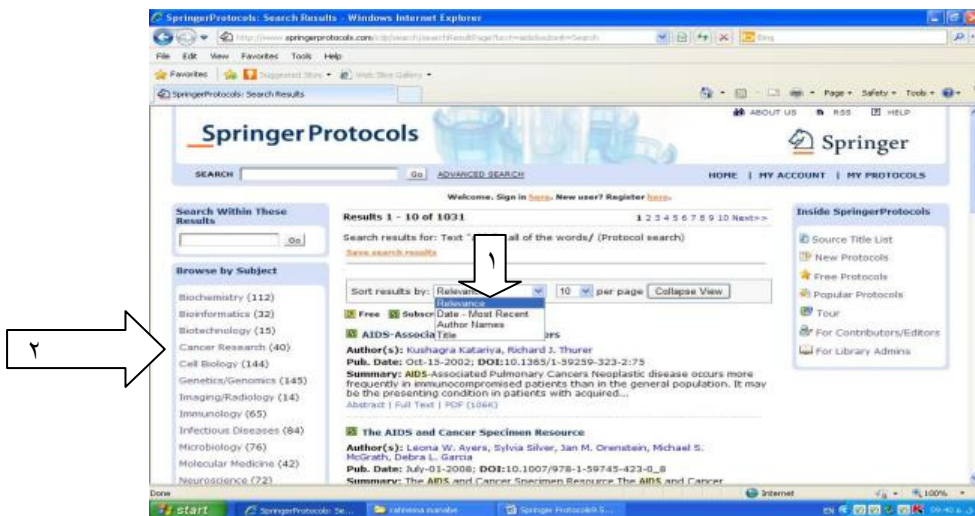 SpringerProtocols: Search Results - Windows Internet Explorer
File Edit View Favorites Tools Help
Favorites Suggested Sites Web Slice Gallery
SpringerProtocols: Search Results
Page Safety Tools
ABOUT US RSS HELP
SpringerProtocols
Springer
SEARCH Go ADVANCED SEARCH
HOME | MY ACCOUNT | MY PROTOCOLS
Welcome. Sign in here. New user? Register here.
Search Within These Results
Go
Browse by Subject
Biochemistry (112)
Bioinformatics (32)
Biotechnology (15)
Cancer Research (40)
Cell Biology (144)
Genetics/Genomics (145)
Imaging/Radiology (14)
Immunology (65)
Infectious Diseases (84)
Microbiology (76)
Molecular Medicine (42)
Neuroscience (72)
٢
Results 1 - 10 of 1031
1 2 3 4 5 6 7 8 9 10 Next>>
Search results for: Text all of the words/ (Protocol search)
Save search results
١
Sort results by: Relevance 10 per page Collapse View
Relevance
Date - Most Recent
Author Names
Title
Free
AIDS-Associa ers
Author(s): Kushagra Katariya, Richard J. Thurer
Pub. Date: Oct-15-2002; DOI:10.1385/1-59259-323-2:75
Summary: AIDS-Associated Pulmonary Cancers Neoplastic disease occurs more
frequently in immunocompromised patients than in the general population. It may
be the presenting condition in patients with acquired...
Abstract | Full Text | PDF (106K)
The AIDS and Cancer Specimen Resource
Author(s): Leona W. Ayers, Sylvia Silver, Jan M. Orenstein, Michael S.
McGrath, Debra L. Garcia
Pub. Date: July-01-2008; DOI:10.1007/978-1-59745-423-0_8
Summary: The AIDS and Cancer Specimen Resource The AIDS and Cancer
Inside SpringerProtocols
Source Title List
New Protocols
Free Protocols
Popular Protocols
Tour
For Contributors/Editors
For Library Admins
Done Internet 100%
start SpringerProtocols: Se... EN